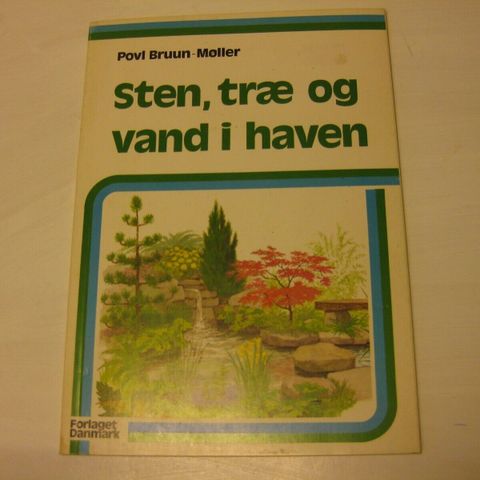 Povl Bruun-Møller
Sten, træ og
vand i haven
Forlaget
Danmark